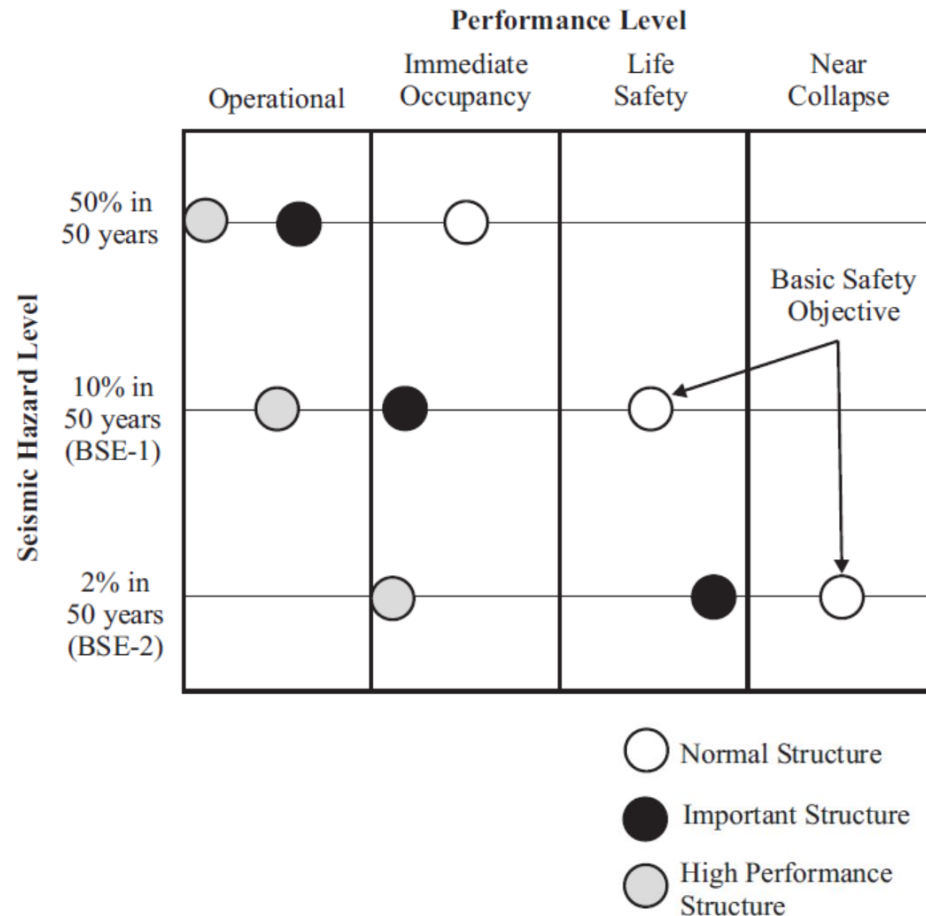 Performance Level
Operational
Immediate
Occupancy
Life
Safety
Near
Collapse
Seismic Hazard Level
50% in
50 years
Basic Safety
Objective
10% in
50 years
(BSE-1)
2% in
50 years
(BSE-2)
Normal Structure
Important Structure
High Performance
Structure